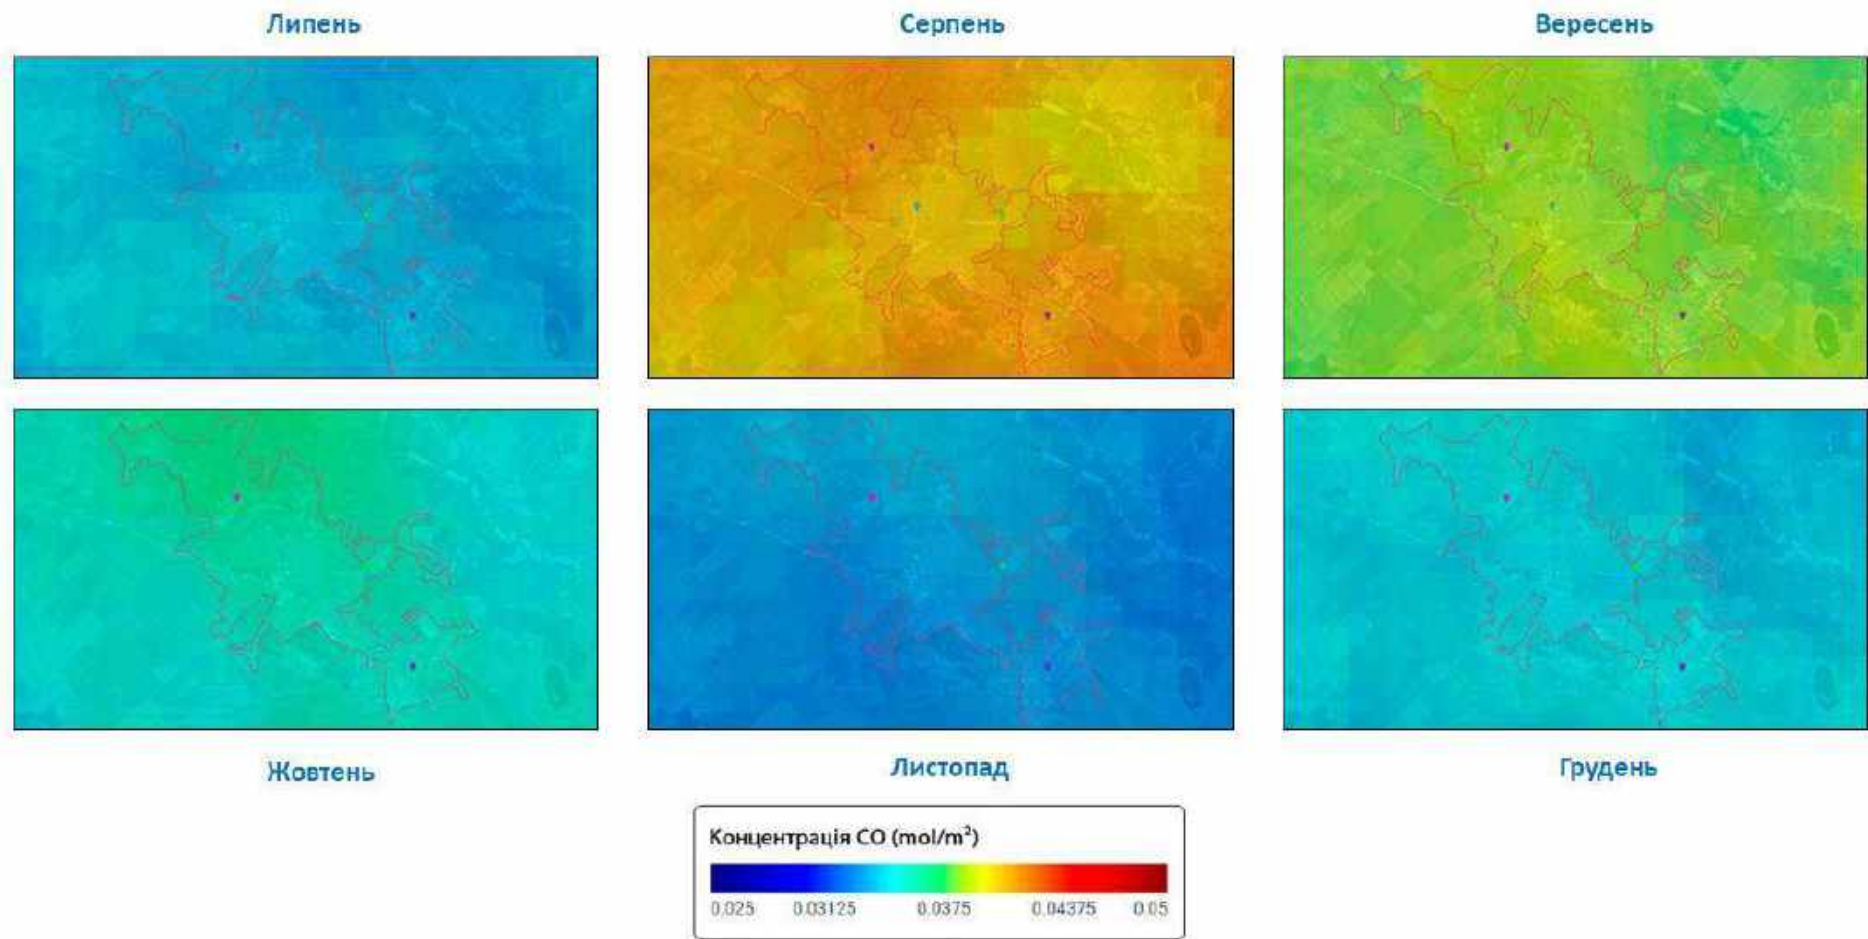 Липень
Серпень
Вересень
Жовтень
Листопад
Грудень
Концентрація CO (mol/m²)
0.025 0.03125 0.0375 0.04375 0.05